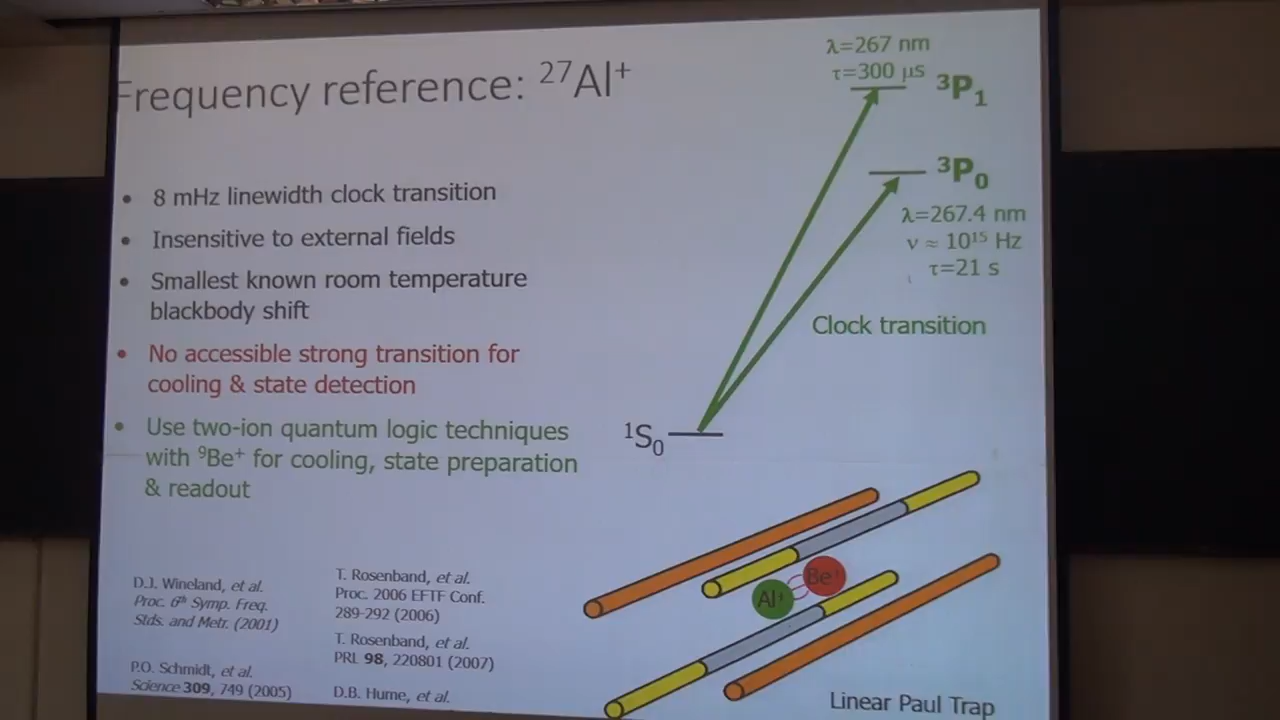 Frequency reference: ²⁷Al⁺
• 8 mHz linewidth clock transition
• Insensitive to external fields
• Smallest known room temperature
blackbody shift
• No accessible strong transition for
cooling & state detection
• Use two-ion quantum logic techniques
with ⁹Be⁺ for cooling, state preparation
& readout
D.J. Wineland, et al.
Proc. 6th Symp. Freq.
Stds. and Metr. (2001)
P.O. Schmidt, et al.
Science 309, 749 (2005)
T. Rosenband, et al.
Proc. 2006 EFTF Conf.
289-292 (2006)
T. Rosenband, et al.
PRL 98, 220801 (2007)
D.B. Hume, et al.
λ=267 nm
τ=300 µs
³P₁
³P₀
λ=267.4 nm
ν ≈ 10¹⁵ Hz
τ=21 s
Clock transition
¹S₀
Al⁺
Be⁺
Linear Paul Trap